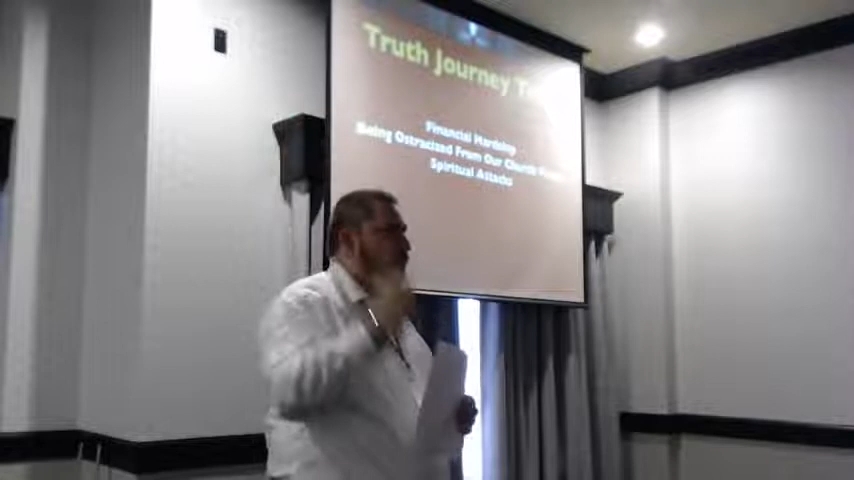 Truth Journey
Financial Hardship
Being Ostracized From Our Church
Spiritual Attacks